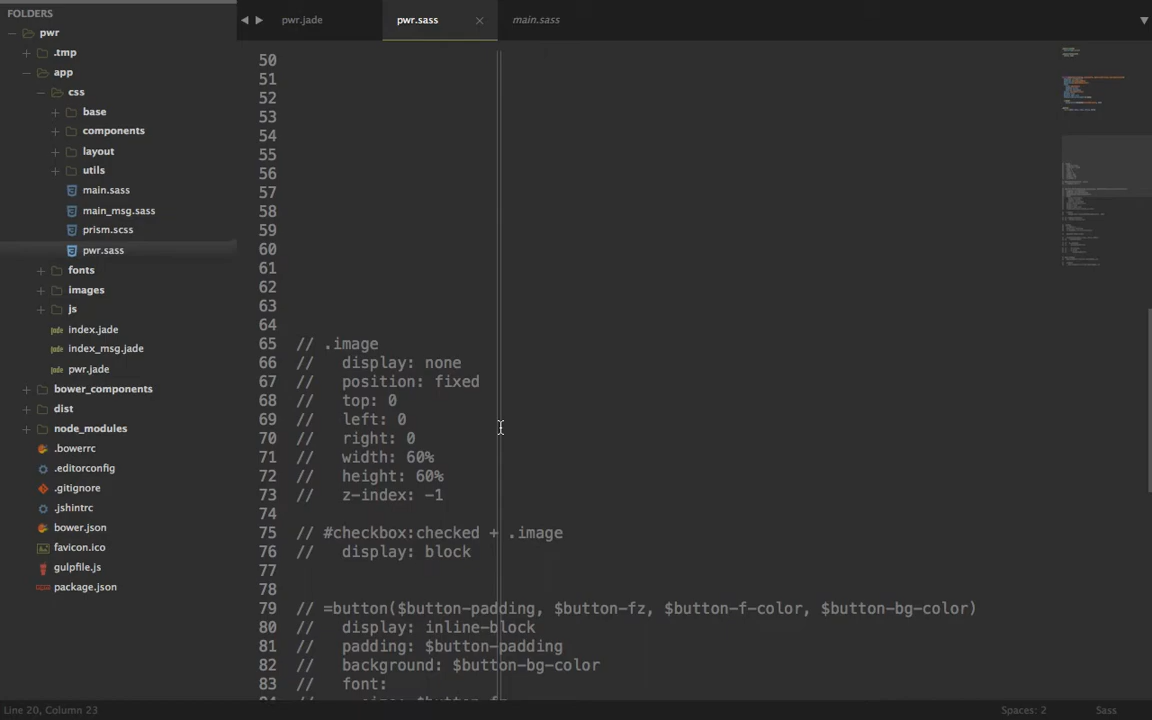 FOLDERS
pwr
.tmp
app
css
base
components
layout
utils
main.sass
main_msg.sass
prism.scss
pwr.sass
fonts
images
js
index.jade
index_msg.jade
pwr.jade
bower_components
dist
node_modules
.bowerrc
.editorconfig
.gitignore
.jshintrc
bower.json
favicon.ico
gulpfile.js
package.json
pwr.jade
pwr.sass
main.sass
50
51
52
53
54
55
56
57
58
59
60
61
62
63
64
65 // .image
66 //   display: none
67 //   position: fixed
68 //   top: 0
69 //   left: 0
70 //   right: 0
71 //   width: 60%
72 //   height: 60%
73 //   z-index: -1
74
75 // #checkbox:checked + .image
76 //   display: block
77
78
79 // =button($button-padding, $button-fz, $button-f-color, $button-bg-color)
80 //   display: inline-block
81 //   padding: $button-padding
82 //   background: $button-bg-color
83 //   font:
Line 20, Column 23
Spaces: 2
Sass